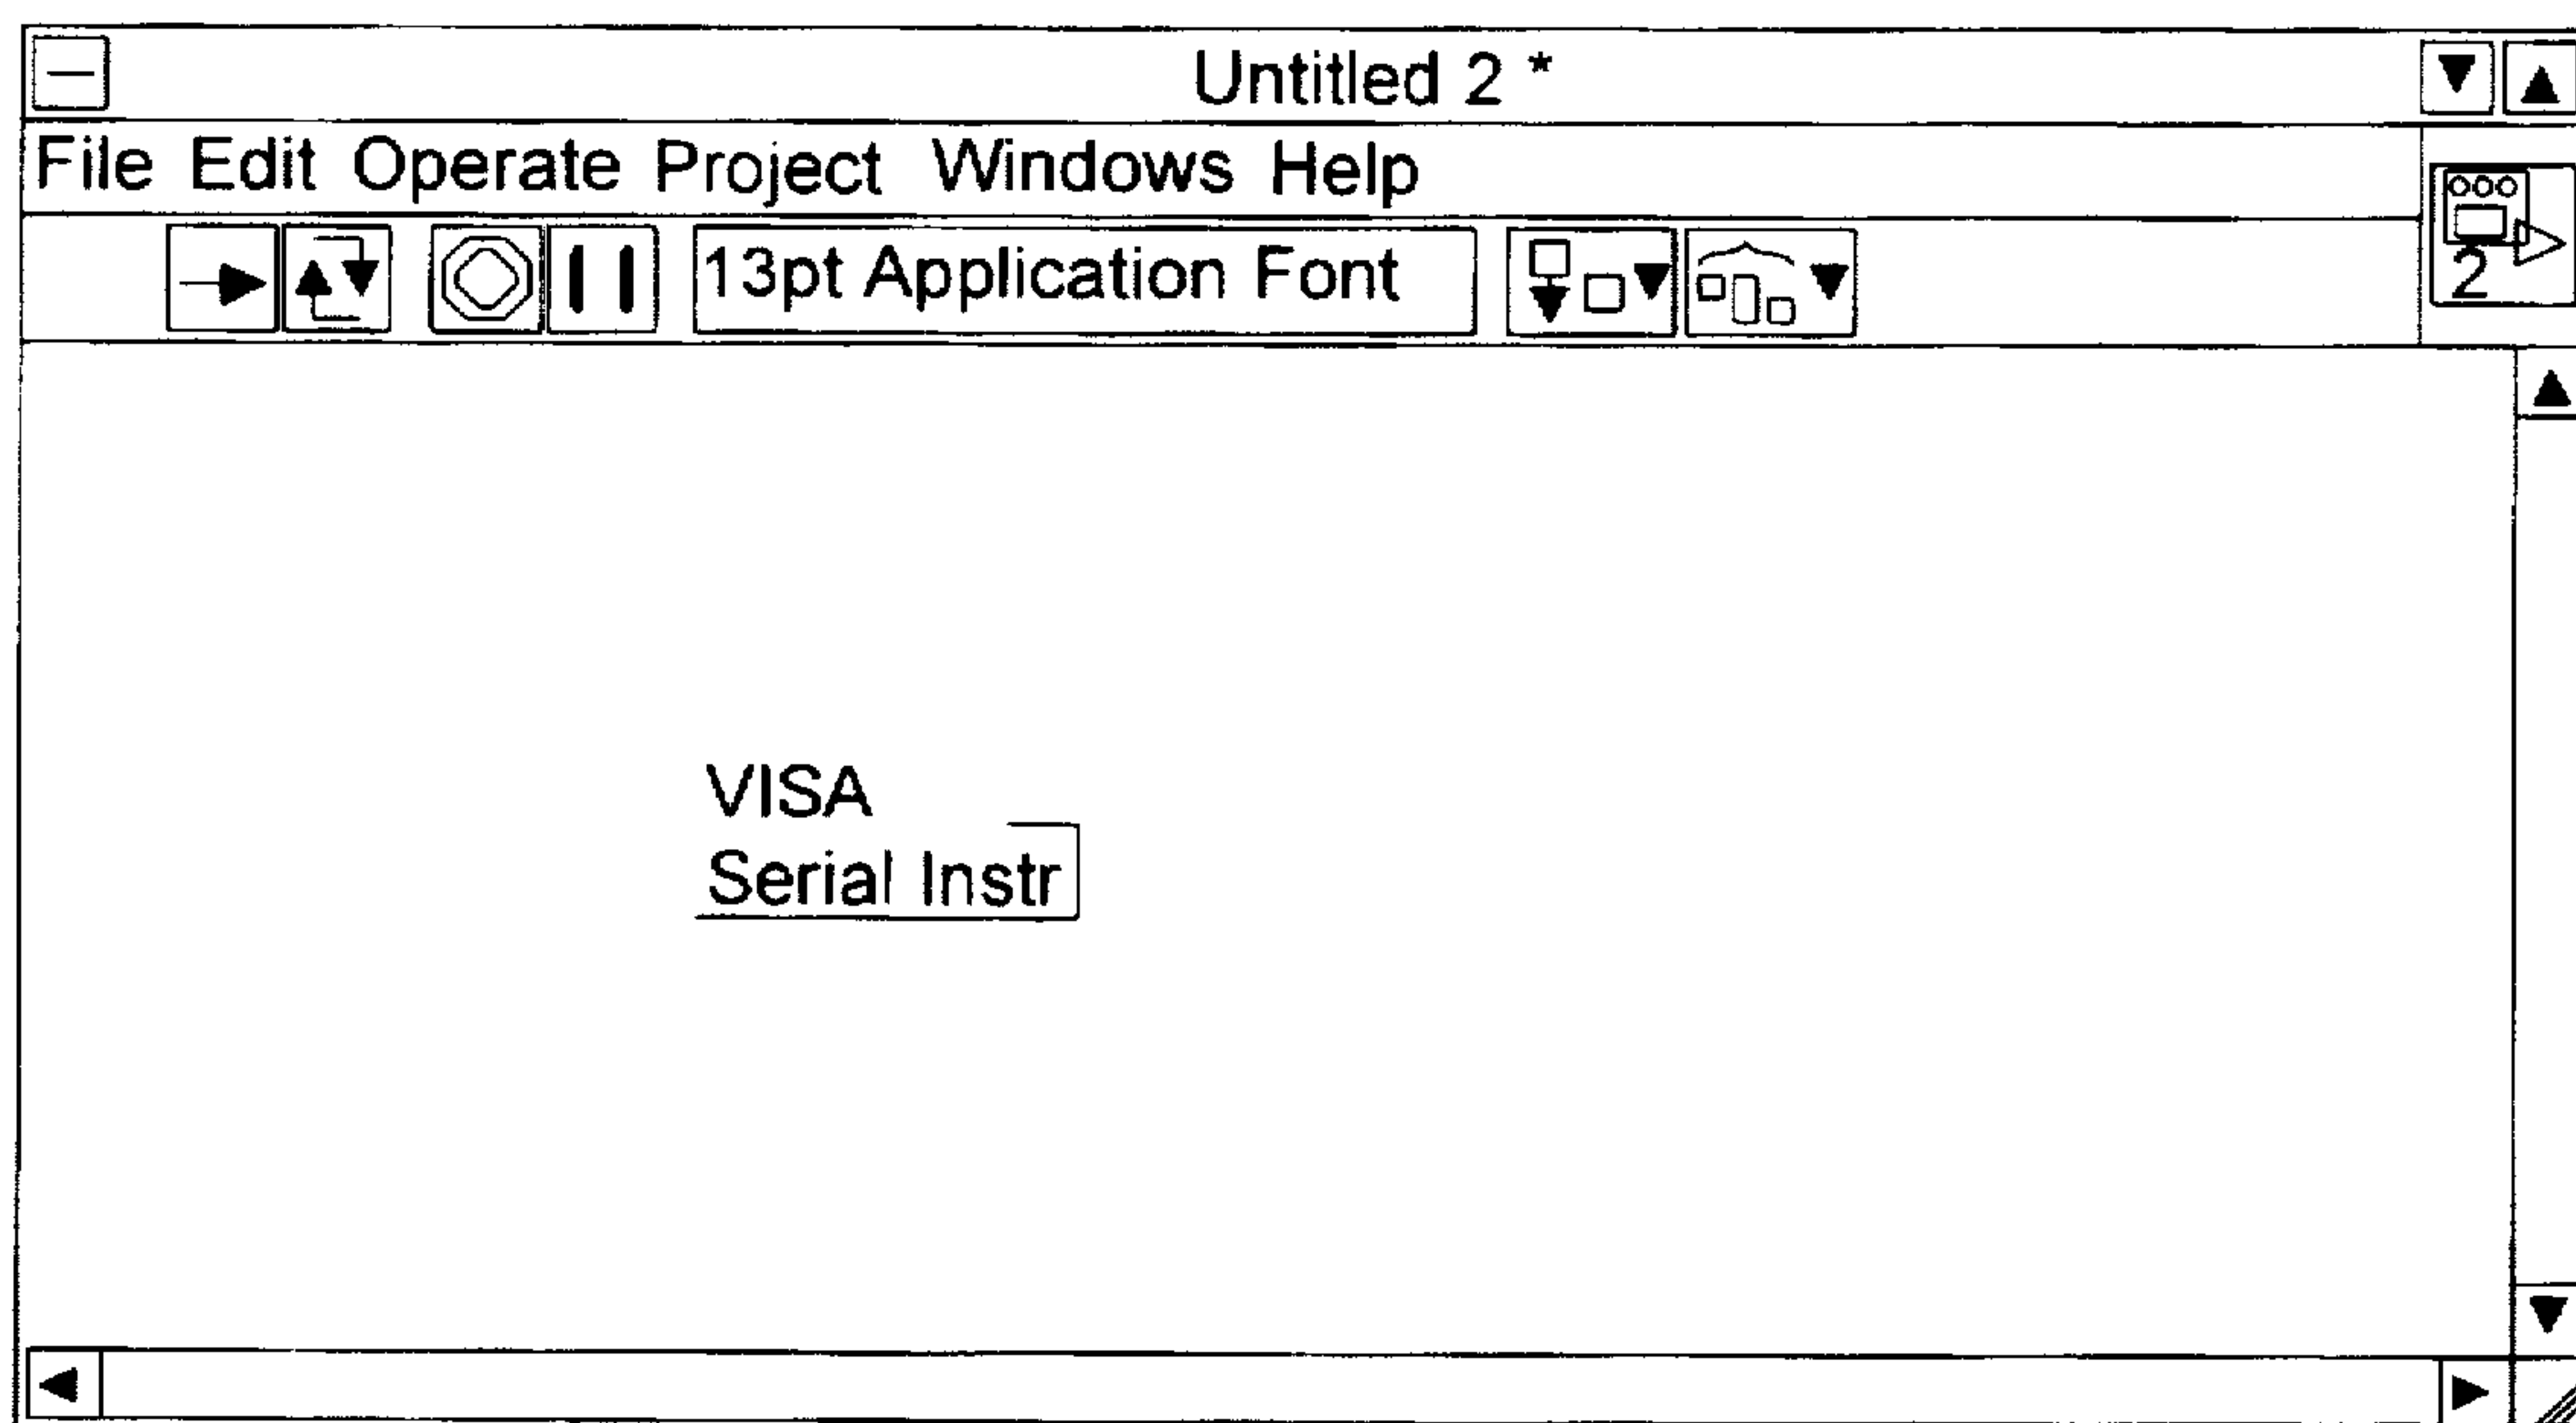 Untitled 2 *
File Edit Operate Project Windows Help
13pt Application Font
2
VISA
Serial Instr